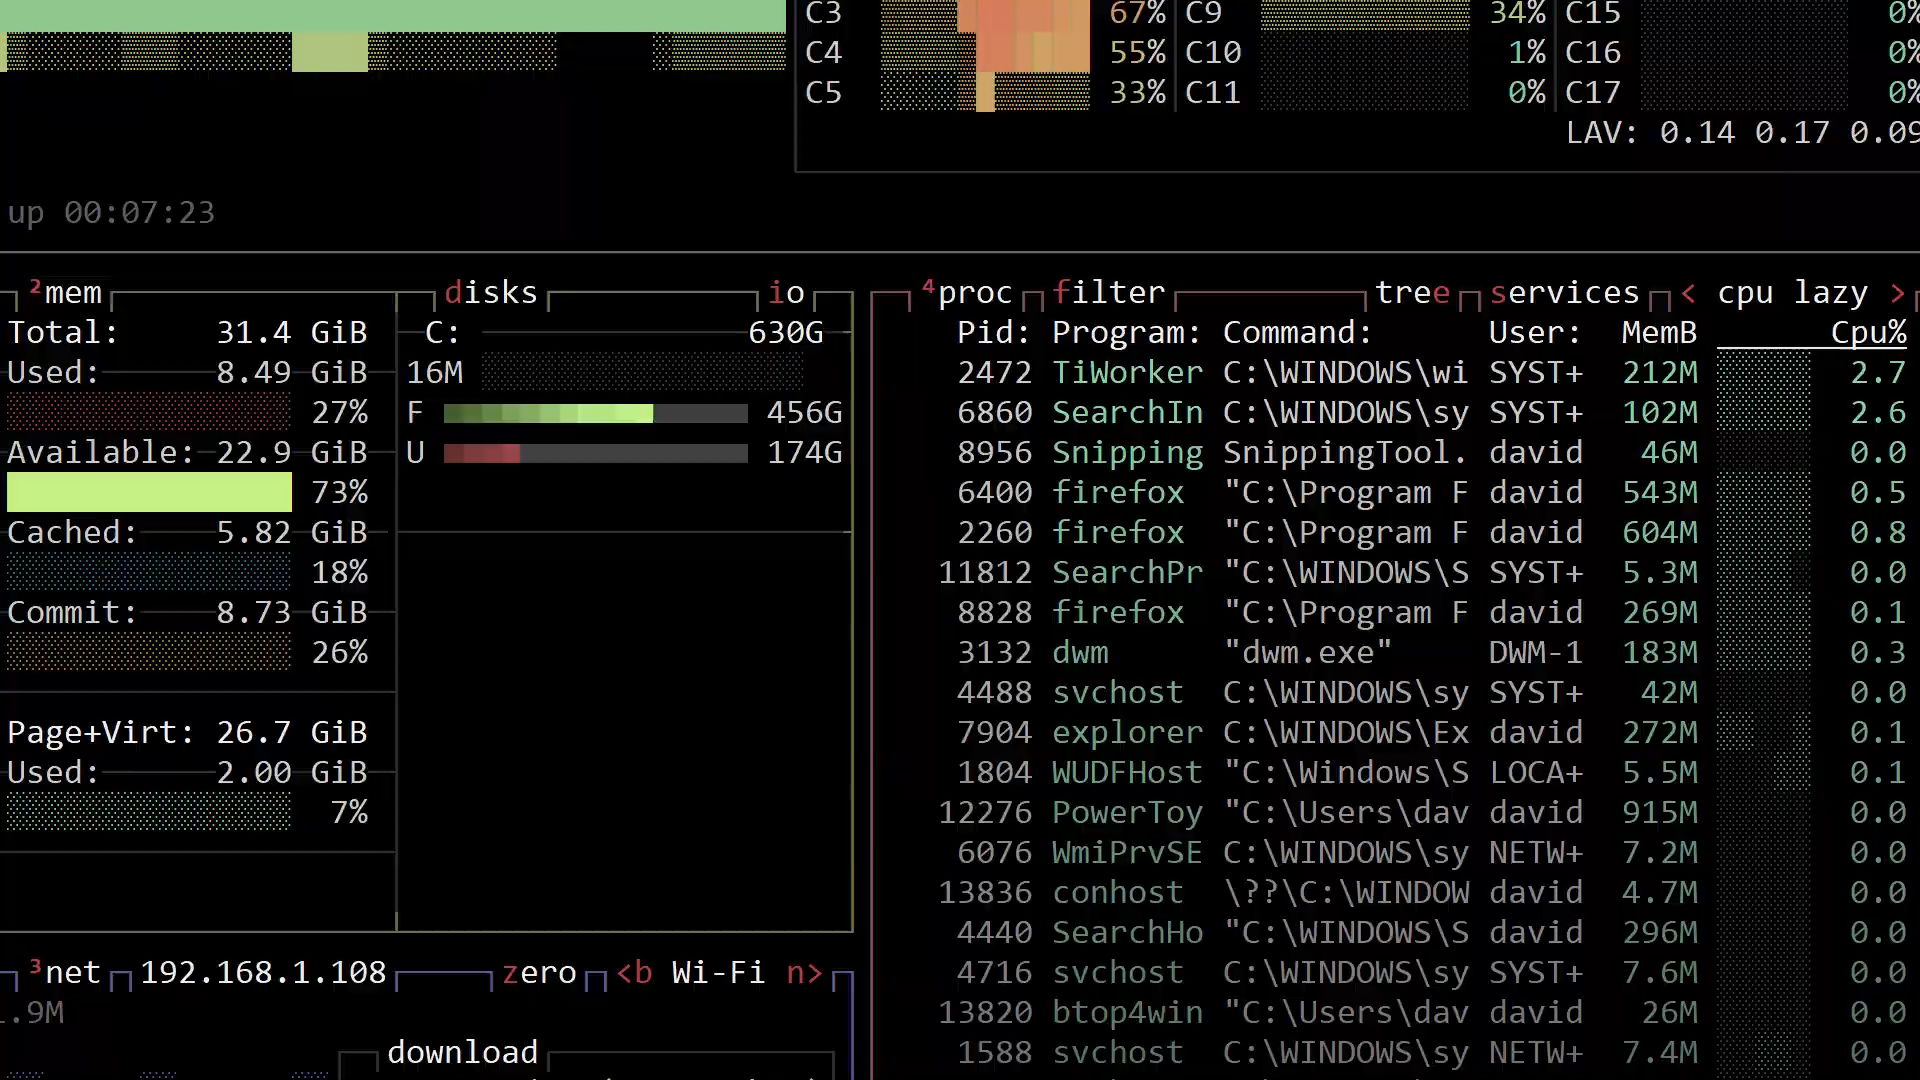 C3 67% C9 34% C15 0%
C4 55% C10 1% C16 0%
C5 33% C11 0% C17 0%
LAV: 0.14 0.17 0.09
up 00:07:23
²mem
Total: 31.4 GiB
Used: 8.49 GiB
27%
Available: 22.9 GiB
73%
Cached: 5.82 GiB
18%
Commit: 8.73 GiB
26%
Page+Virt: 26.7 GiB
Used: 2.00 GiB
7%
disks io
C: 630G
16M
F 456G
U 174G
³net 192.168.1.108 zero <b Wi-Fi n>
.9M
download
⁴proc filter tree services < cpu lazy >
Pid: Program: Command: User: MemB Cpu%
2472 TiWorker C:\WINDOWS\wi SYST+ 212M 2.7
6860 SearchIn C:\WINDOWS\sy SYST+ 102M 2.6
8956 Snipping SnippingTool. david 46M 0.0
6400 firefox "C:\Program F david 543M 0.5
2260 firefox "C:\Program F david 604M 0.8
11812 SearchPr "C:\WINDOWS\S SYST+ 5.3M 0.0
8828 firefox "C:\Program F david 269M 0.1
3132 dwm "dwm.exe" DWM-1 183M 0.3
4488 svchost C:\WINDOWS\sy SYST+ 42M 0.0
7904 explorer C:\WINDOWS\Ex david 272M 0.1
1804 WUDFHost "C:\Windows\S LOCA+ 5.5M 0.1
12276 PowerToy "C:\Users\dav david 915M 0.0
6076 WmiPrvSE C:\WINDOWS\sy NETW+ 7.2M 0.0
13836 conhost \??\C:\WINDOW david 4.7M 0.0
4440 SearchHo "C:\WINDOWS\S david 296M 0.0
4716 svchost C:\WINDOWS\sy SYST+ 7.6M 0.0
13820 btop4win "C:\Users\dav david 26M 0.0
1588 svchost C:\WINDOWS\sy NETW+ 7.4M 0.0